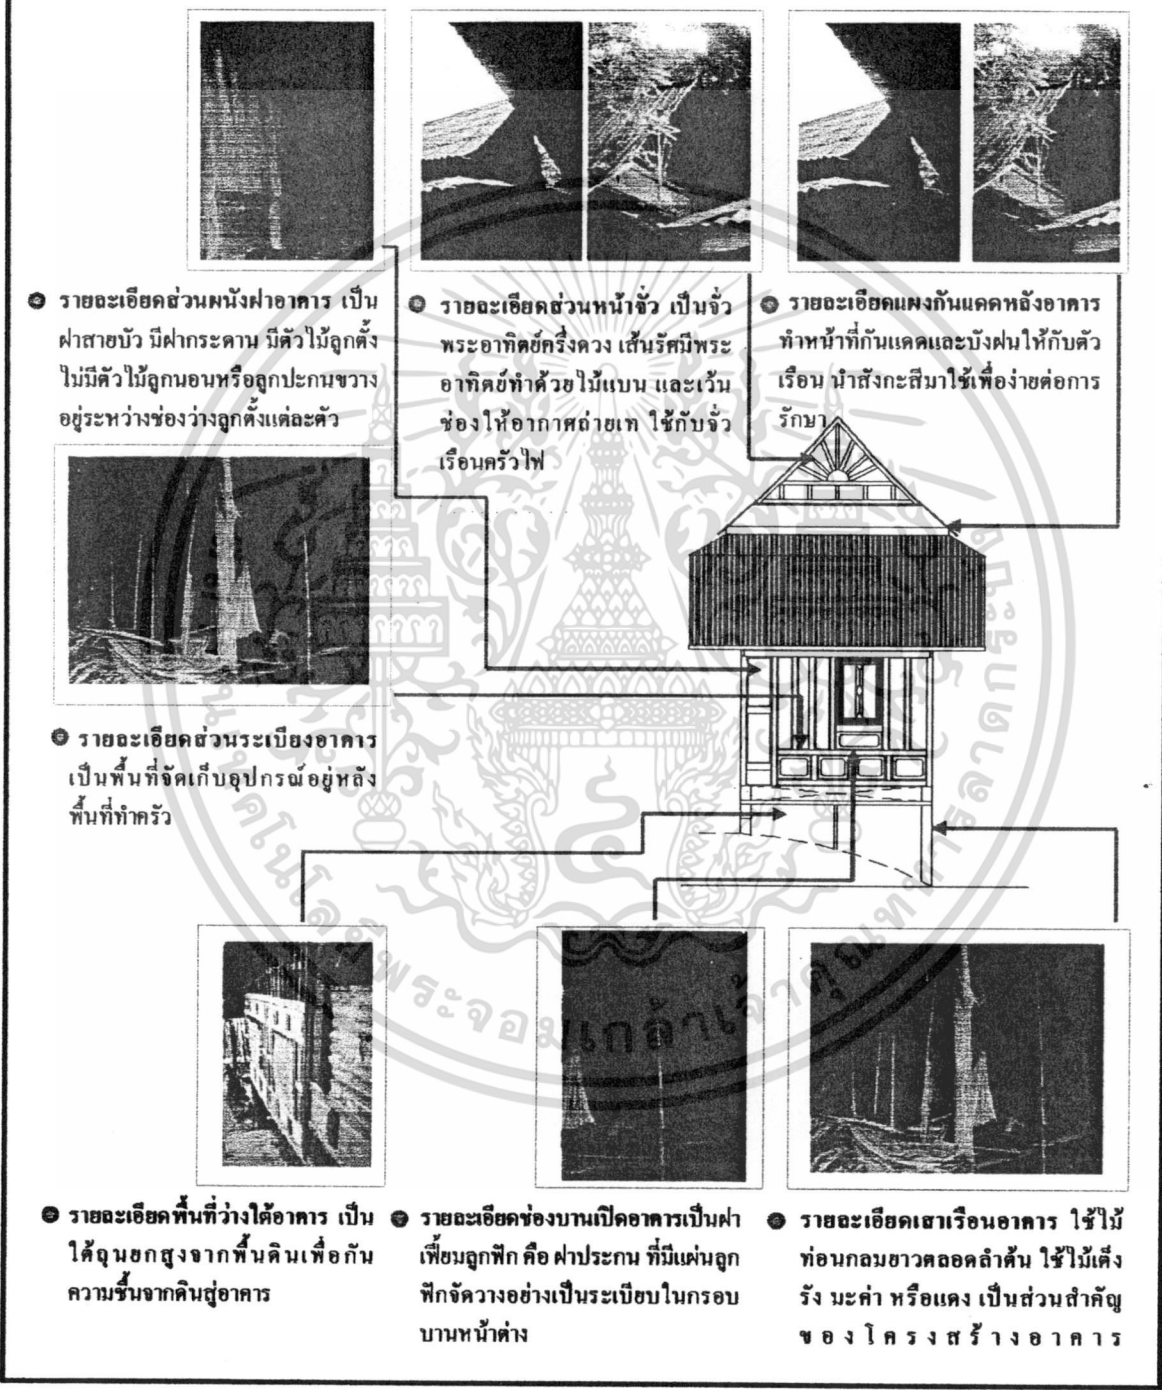 รายละเอียดส่วนผนังฝาอาคาร เป็น
ฝาสายบัว มีฝากระดาน มีตัวไม้ลูกตั้ง
ไม่มีตัวไม้ลูกนอนหรือลูกปะกนขวาง
อยู่ระหว่างช่องว่างลูกตั้งแต่ละตัว
รายละเอียดส่วนหน้าจั่ว เป็นจั่ว
พระอาทิตย์ครึ่งดวง เส้นรัศมีพระ
อาทิตย์ทำด้วยไม้แบน และเว้น
ช่องให้อากาศถ่ายเท ใช้กับจั่ว
เรือนครัวไฟ
รายละเอียดแผงกันแดดหลังอาคาร
ทำหน้าที่กันแดดและบังฝนให้กับตัว
เรือน นำสังกะสีมาใช้เพื่อง่ายต่อการ
รักษา
รายละเอียดส่วนระเบียงอาคาร
เป็นพื้นที่จัดเก็บอุปกรณ์อยู่หลัง
พื้นที่ทำครัว
รายละเอียดพื้นที่ว่างใต้อาคาร เป็น
ใต้ถุนยกสูงจากพื้นดินเพื่อกัน
ความชื้นจากดินสู่อาคาร
รายละเอียดช่องบานเปิดอาคารเป็นฝา
เฟี้ยมลูกฟัก คือ ฝาประกน ที่มีแผ่นลูก
ฟักจัดวางอย่างเป็นระเบียบในกรอบ
บานหน้าต่าง
รายละเอียดเสาเรือนอาคาร ใช้ไม้
ท่อนกลมยาวตลอดลำต้น ใช้ไม้เต็ง
รัง มะค่า หรือแดง เป็นส่วนสำคัญ
ของโครงสร้างอาคาร